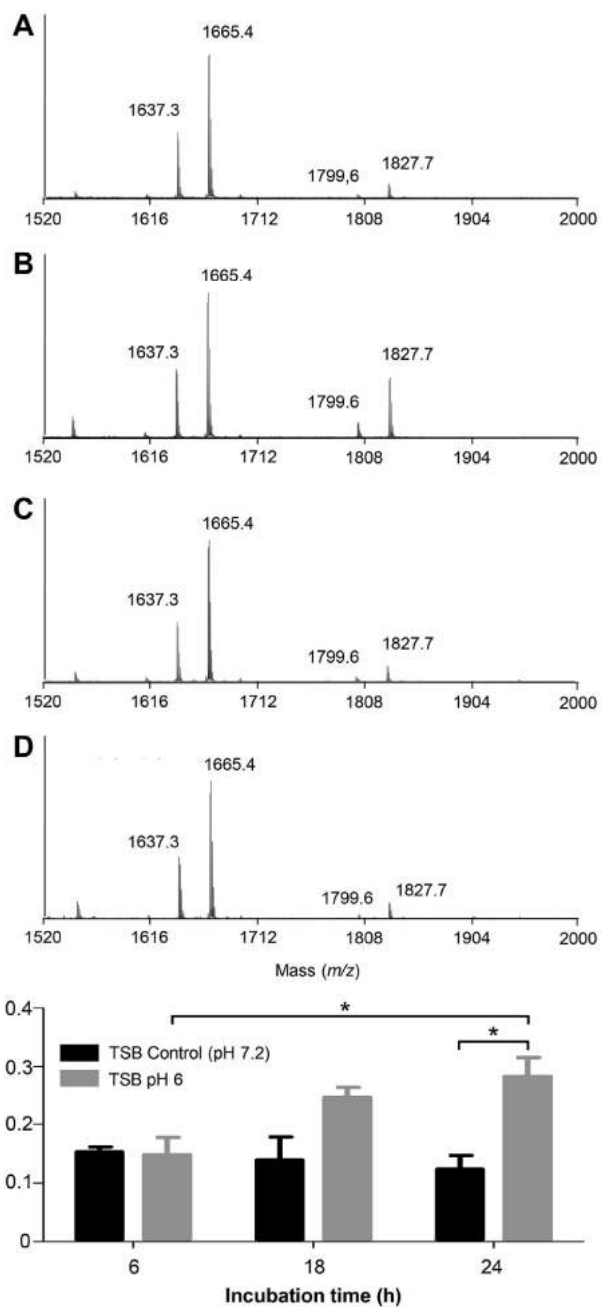 A
1665.4
1637.3
1799,6
1827.7
1520 1616 1712 1808 1904 2000
B
1665.4
1637.3
1827.7
1799.6
1520 1616 1712 1808 1904 2000
C
1665.4
1637.3
1799.6
1827.7
1520 1616 1712 1808 1904 2000
D
1665.4
1637.3
1799.6
1827.7
1520 1616 1712 1808 1904 2000
Mass (m/z)
0.4
*
*
TSB Control (pH 7.2)
0.3
TSB pH 6
0.2
0.1
0
6 18 24
Incubation time (h)